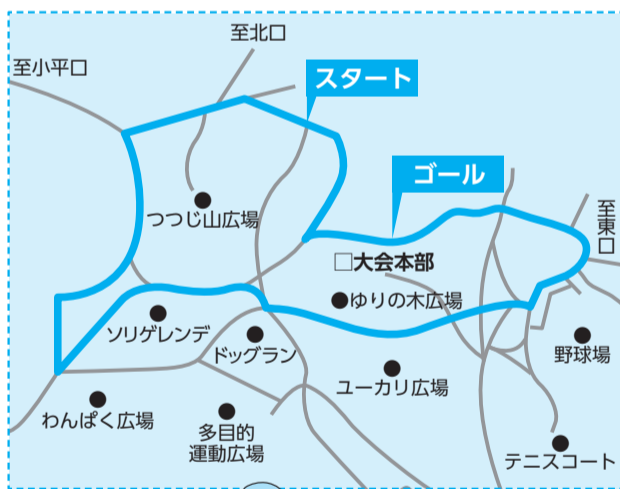 至北口
至小平口
スタート
ゴール
つつじ山広場
至東口
□大会本部
ゆりの木広場
ソリゲレンデ
ドッグラン
野球場
ユーカリ広場
わんぱく広場
多目的
運動広場
テニスコート